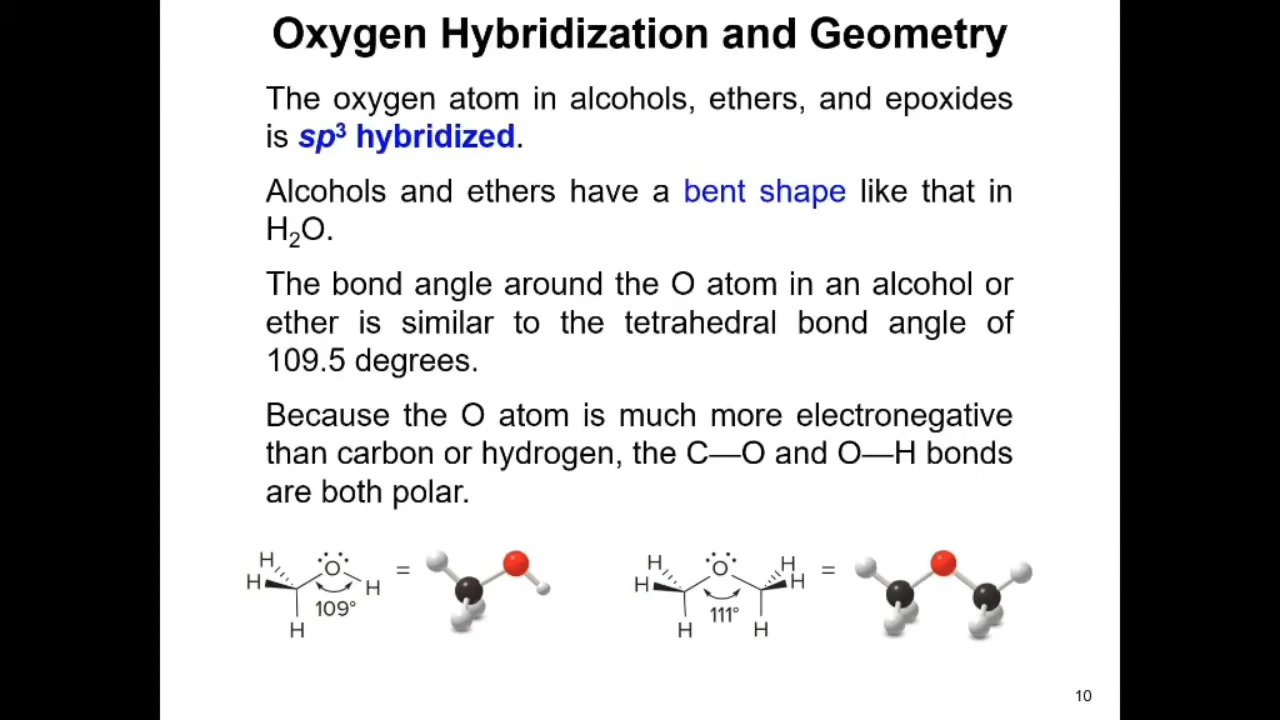 Oxygen Hybridization and Geometry
The oxygen atom in alcohols, ethers, and epoxides
is sp³ hybridized.
Alcohols and ethers have a bent shape like that in
H₂O.
The bond angle around the O atom in an alcohol or
ether is similar to the tetrahedral bond angle of
109.5 degrees.
Because the O atom is much more electronegative
than carbon or hydrogen, the C—O and O—H bonds
are both polar.
H H H O H 109° =
H H H O H H H 111° =
10